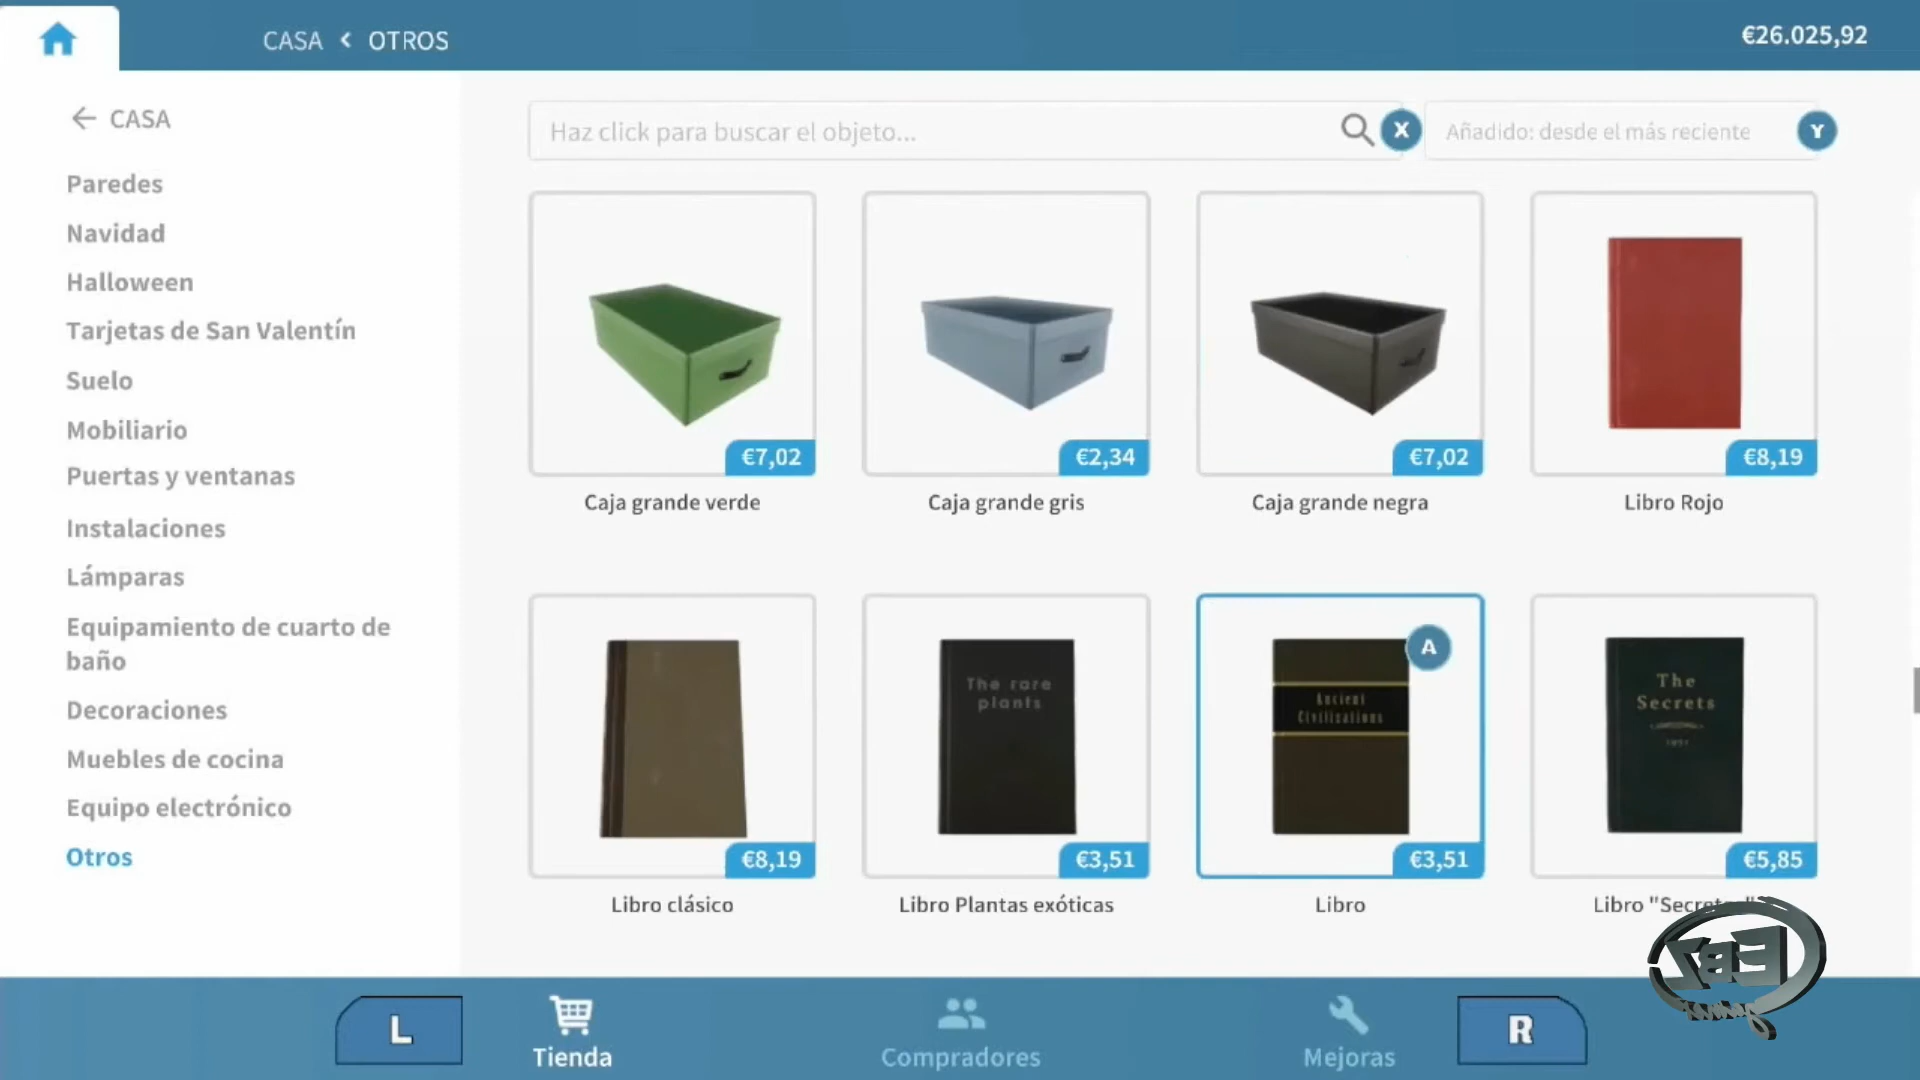 CASA < OTROS
€26.025,92
← CASA
Paredes
Navidad
Halloween
Tarjetas de San Valentín
Suelo
Mobiliario
Puertas y ventanas
Instalaciones
Lámparas
Equipamiento de cuarto de
baño
Decoraciones
Muebles de cocina
Equipo electrónico
Otros
Haz click para buscar el objeto...
X
Añadido: desde el más reciente
Y
€7,02
€2,34
€7,02
€8,19
Caja grande verde
Caja grande gris
Caja grande negra
Libro Rojo
The rare
plants
Ancient
Civilizations
A
The
Secrets
€8,19
€3,51
€3,51
€5,85
Libro clásico
Libro Plantas exóticas
Libro
Libro
L
Tienda
Compradores
Mejoras
R